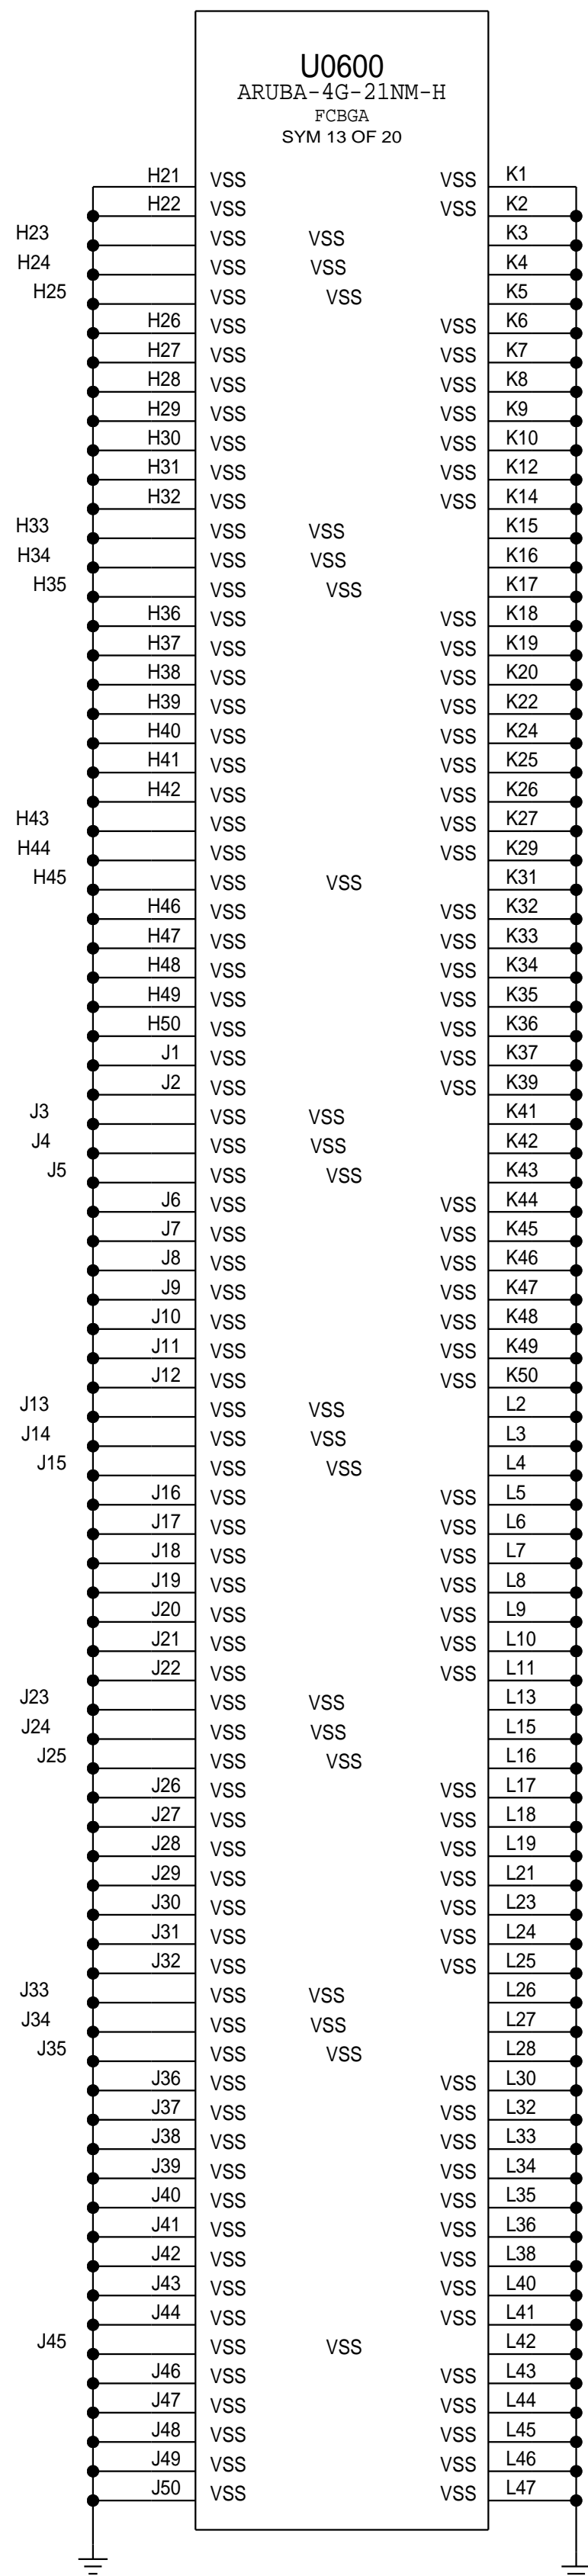 U0600
ARUBA-4G-21NM-H
FCBGA
SYM 13 OF 20
H21 VSS VSS K1
H22 VSS VSS K2
H23 VSS VSS K3
H24 VSS VSS K4
H25 VSS VSS K5
H26 VSS VSS K6
H27 VSS VSS K7
H28 VSS VSS K8
H29 VSS VSS K9
H30 VSS VSS K10
H31 VSS VSS K12
H32 VSS VSS K14
H33 VSS VSS K15
H34 VSS VSS K16
H35 VSS VSS K17
H36 VSS VSS K18
H37 VSS VSS K19
H38 VSS VSS K20
H39 VSS VSS K22
H40 VSS VSS K24
H41 VSS VSS K25
H42 VSS VSS K26
H43 VSS VSS K27
H44 VSS VSS K29
H45 VSS VSS K31
H46 VSS VSS K32
H47 VSS VSS K33
H48 VSS VSS K34
H49 VSS VSS K35
H50 VSS VSS K36
J1 VSS VSS K37
J2 VSS VSS K39
J3 VSS VSS K41
J4 VSS VSS K42
J5 VSS VSS K43
J6 VSS VSS K44
J7 VSS VSS K45
J8 VSS VSS K46
J9 VSS VSS K47
J10 VSS VSS K48
J11 VSS VSS K49
J12 VSS VSS K50
J13 VSS VSS L2
J14 VSS VSS L3
J15 VSS VSS L4
J16 VSS VSS L5
J17 VSS VSS L6
J18 VSS VSS L7
J19 VSS VSS L8
J20 VSS VSS L9
J21 VSS VSS L10
J22 VSS VSS L11
J23 VSS VSS L13
J24 VSS VSS L15
J25 VSS VSS L16
J26 VSS VSS L17
J27 VSS VSS L18
J28 VSS VSS L19
J29 VSS VSS L21
J30 VSS VSS L23
J31 VSS VSS L24
J32 VSS VSS L25
J33 VSS VSS L26
J34 VSS VSS L27
J35 VSS VSS L28
J36 VSS VSS L30
J37 VSS VSS L32
J38 VSS VSS L33
J39 VSS VSS L34
J40 VSS VSS L35
J41 VSS VSS L36
J42 VSS VSS L38
J43 VSS VSS L40
J44 VSS VSS L41
J45 VSS VSS L42
J46 VSS VSS L43
J47 VSS VSS L44
J48 VSS VSS L45
J49 VSS VSS L46
J50 VSS VSS L47